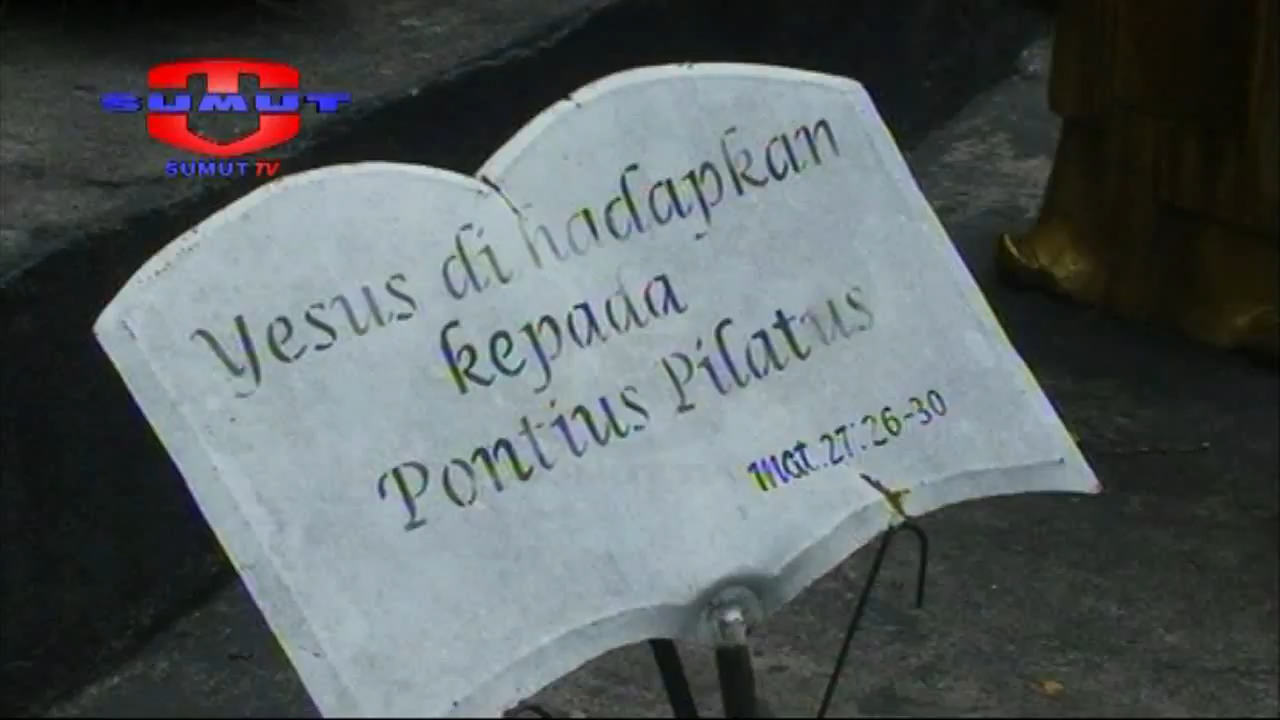 SUMUT
SUMUT TV
Yesus di hadapkan
kepada
Pontius Pilatus
Mat.27:26-30